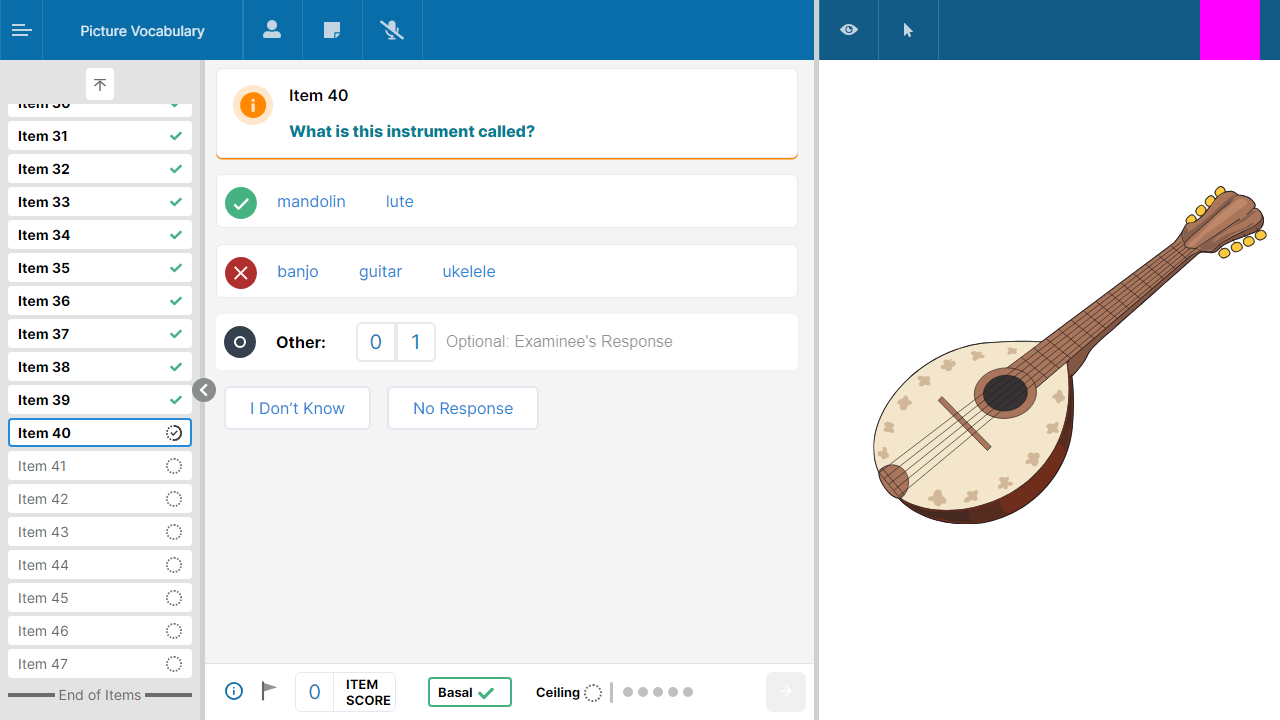 Picture Vocabulary
Item 30
Item 31
Item 32
Item 33
Item 34
Item 35
Item 36
Item 37
Item 38
Item 39
Item 40
Item 41
Item 42
Item 43
Item 44
Item 45
Item 46
Item 47
End of Items
Item 40
What is this instrument called?
mandolin lute
banjo guitar ukelele
Other: 0 1 Optional: Examinee's Response
I Don’t Know No Response
0 ITEM SCORE Basal Ceiling